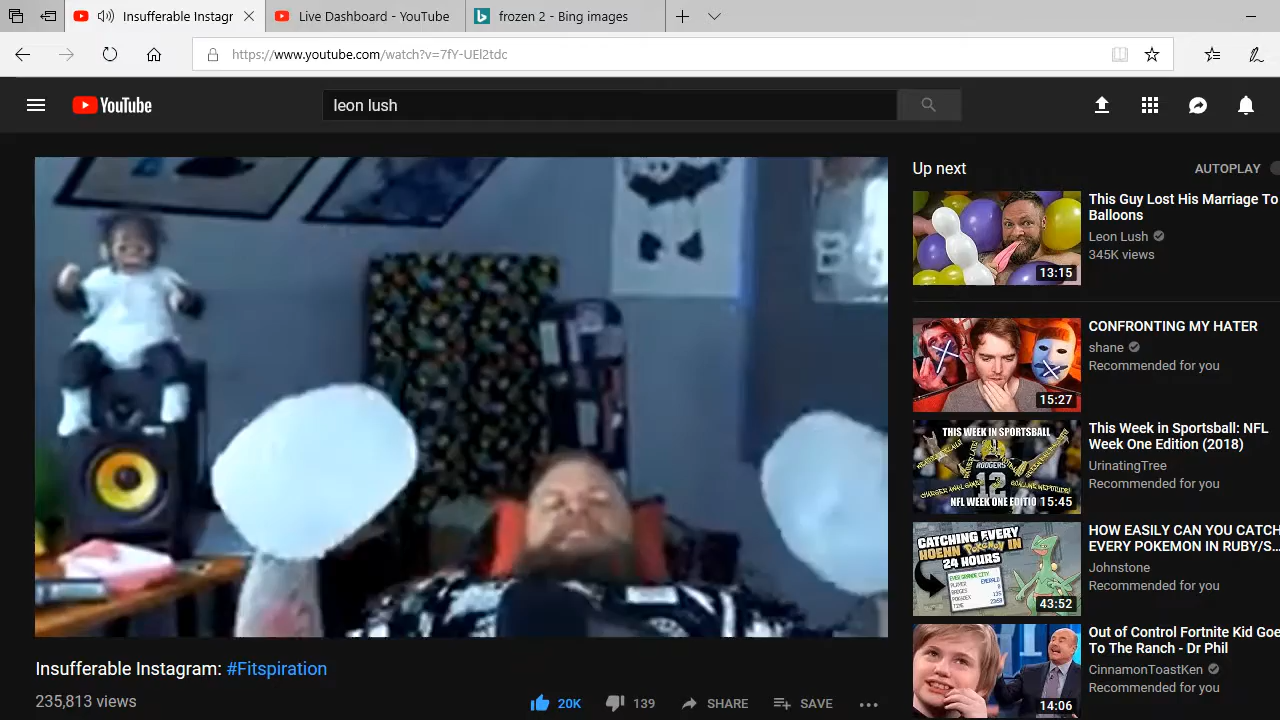 Insufferable Instagr
Live Dashboard - YouTube
frozen 2 - Bing images
https://www.youtube.com/watch?v=7fY-UEl2tdc
YouTube
leon lush
Up next
AUTOPLAY
This Guy Lost His Marriage To
Balloons
Leon Lush
345K views
13:15
CONFRONTING MY HATER
shane
Recommended for you
15:27
THIS WEEK IN SPORTSBALL
RODGERS
12
NFL WEEK ONE EDITIO
15:45
This Week in Sportsball: NFL
Week One Edition (2018)
UrinatingTree
Recommended for you
CATCHING EVERY
HOENN POKEMON IN
24 HOURS
43:52
HOW EASILY CAN YOU CATCH
EVERY POKEMON IN RUBY/S...
Johnstone
Recommended for you
14:06
Out of Control Fortnite Kid Goe
To The Ranch - Dr Phil
CinnamonToastKen
Recommended for you
Insufferable Instagram: #Fitspiration
235,813 views
20K
139
SHARE
SAVE